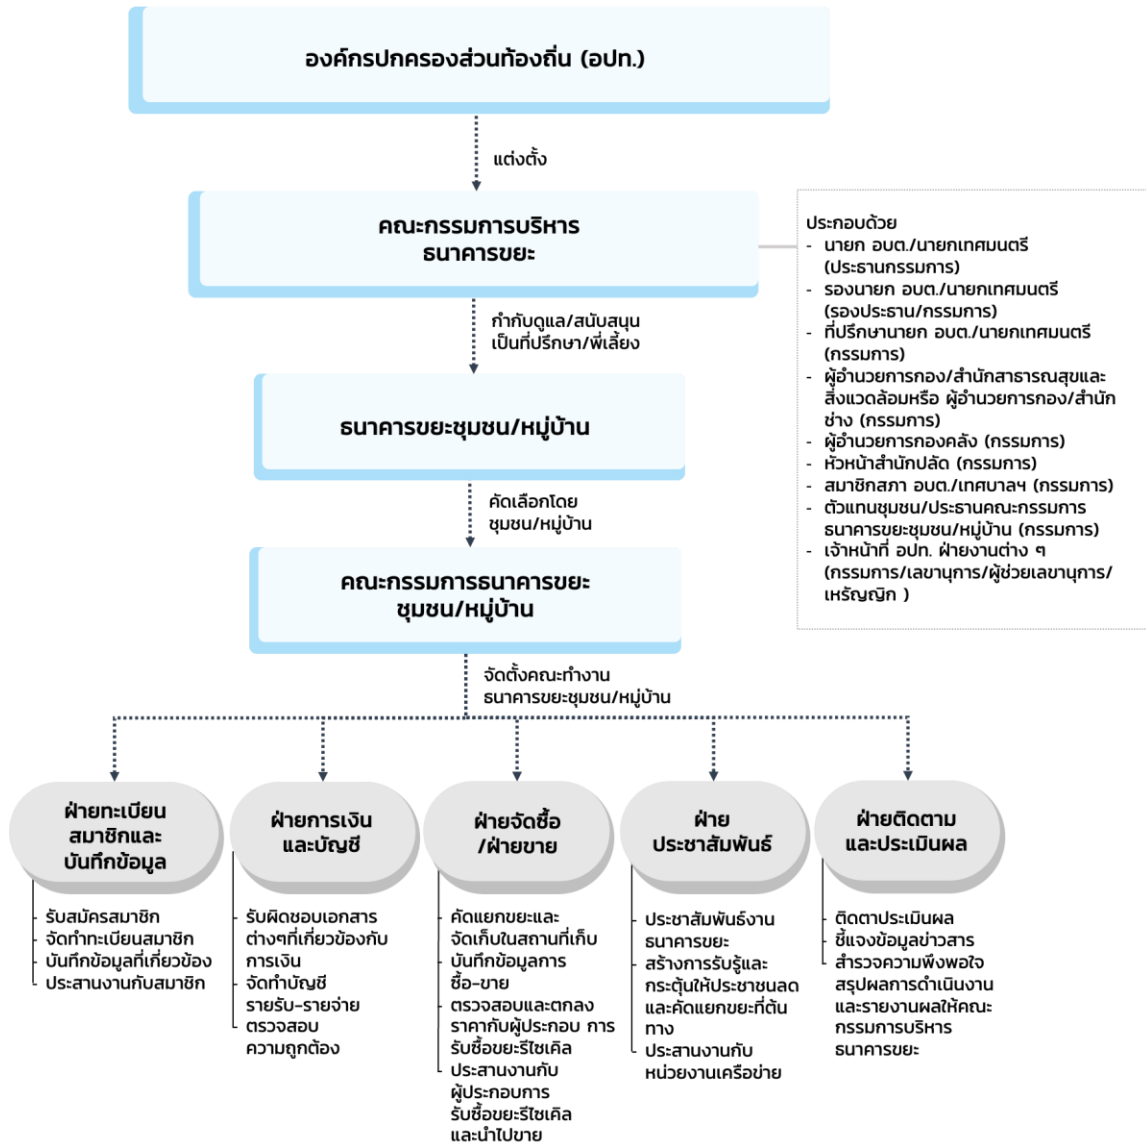 องค์กรปกครองส่วนท้องถิ่น (อปท.)
แต่งตั้ง
คณะกรรมการบริหาร
ธนาคารขยะ
ประกอบด้วย
- นายก อบต./นายกเทศมนตรี
(ประธานกรรมการ)
- รองนายก อบต./นายกเทศมนตรี
(รองประธาน/กรรมการ)
- ที่ปรึกษานายก อบต./นายกเทศมนตรี
(กรรมการ)
- ผู้อำนวยการกอง/สำนักสาธารณสุขและ
สิ่งแวดล้อมหรือ ผู้อำนวยการกอง/สำนัก
ช่าง (กรรมการ)
- ผู้อำนวยการกองคลัง (กรรมการ)
- หัวหน้าสำนักปลัด (กรรมการ)
- สมาชิกสภา อบต./เทศบาลฯ (กรรมการ)
- ตัวแทนชุมชน/ประธานคณะกรรมการ
ธนาคารขยะชุมชน/หมู่บ้าน (กรรมการ)
- เจ้าหน้าที่ อปท. ฝ่ายงานต่าง ๆ
(กรรมการ/เลขานุการ/ผู้ช่วยเลขานุการ/
เหรัญญิก )
กำกับดูแล/สนับสนุน
เป็นที่ปรึกษา/พี่เลี้ยง
ธนาคารขยะชุมชน/หมู่บ้าน
คัดเลือกโดย
ชุมชน/หมู่บ้าน
คณะกรรมการธนาคารขยะ
ชุมชน/หมู่บ้าน
จัดตั้งคณะทำงาน
ธนาคารขยะชุมชน/หมู่บ้าน
ฝ่ายทะเบียน
สมาชิกและ
บันทึกข้อมูล
- รับสมัครสมาชิก
- จัดทำทะเบียนสมาชิก
- บันทึกข้อมูลที่เกี่ยวข้อง
- ประสานงานกับสมาชิก
ฝ่ายการเงิน
และบัญชี
- รับผิดชอบเอกสาร
ต่างๆที่เกี่ยวข้องกับ
การเงิน
- จัดทำบัญชี
รายรับ-รายจ่าย
- ตรวจสอบ
ความถูกต้อง
ฝ่ายจัดซื้อ
/ฝ่ายขาย
- คัดแยกขยะและ
จัดเก็บในสถานที่เก็บ
- บันทึกข้อมูลการ
ซื้อ-ขาย
- ตรวจสอบและตกลง
ราคากับผู้ประกอบ การ
รับซื้อขยะรีไซเคิล
- ประสานงานกับ
ผู้ประกอบการ
รับซื้อขยะรีไซเคิล
และนำไปขาย
ฝ่าย
ประชาสัมพันธ์
- ประชาสัมพันธ์งาน
ธนาคารขยะ
- สร้างการรับรู้และ
กระตุ้นให้ประชาชนลด
และคัดแยกขยะที่ต้น
ทาง
- ประสานงานกับ
หน่วยงานเครือข่าย
ฝ่ายติดตาม
และประเมินผล
- ติดตาประเมินผล
- ชี้แจงข้อมูลข่าวสาร
- สำรวจความพึงพอใจ
สรุปผลการดำเนินงาน
และรายงานผลให้คณะ
กรรมการบริหาร
ธนาคารขยะ